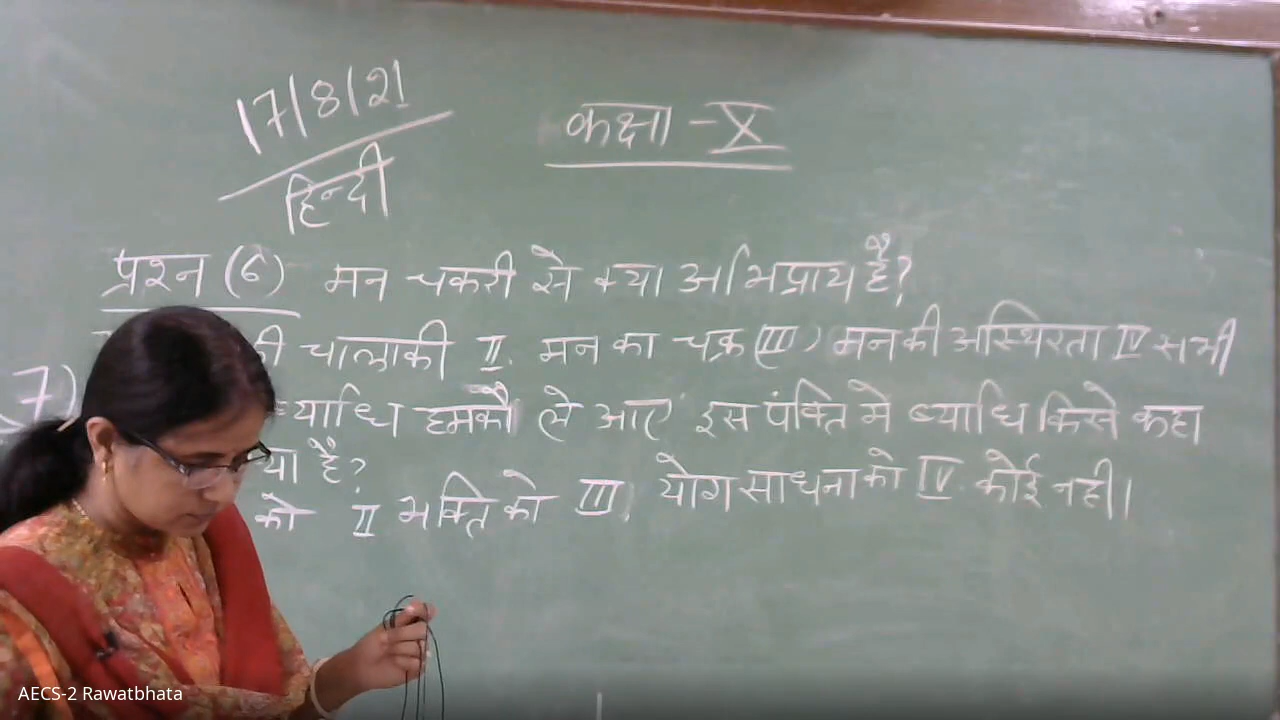 17/8/21
हिन्दी
कक्षा - X
प्रश्न (6) मन चकरी से क्या अभिप्राय है?
की चालाकी II. मन का चक्र (III) मन की अस्थिरता IV सभी
7) व्याधि हमकौ ले आए इस पंक्ति मे व्याधि किसे कहा
है?
को II भक्ति को III. योग साधना को IV. कोई नही।
AECS-2 Rawatbhata